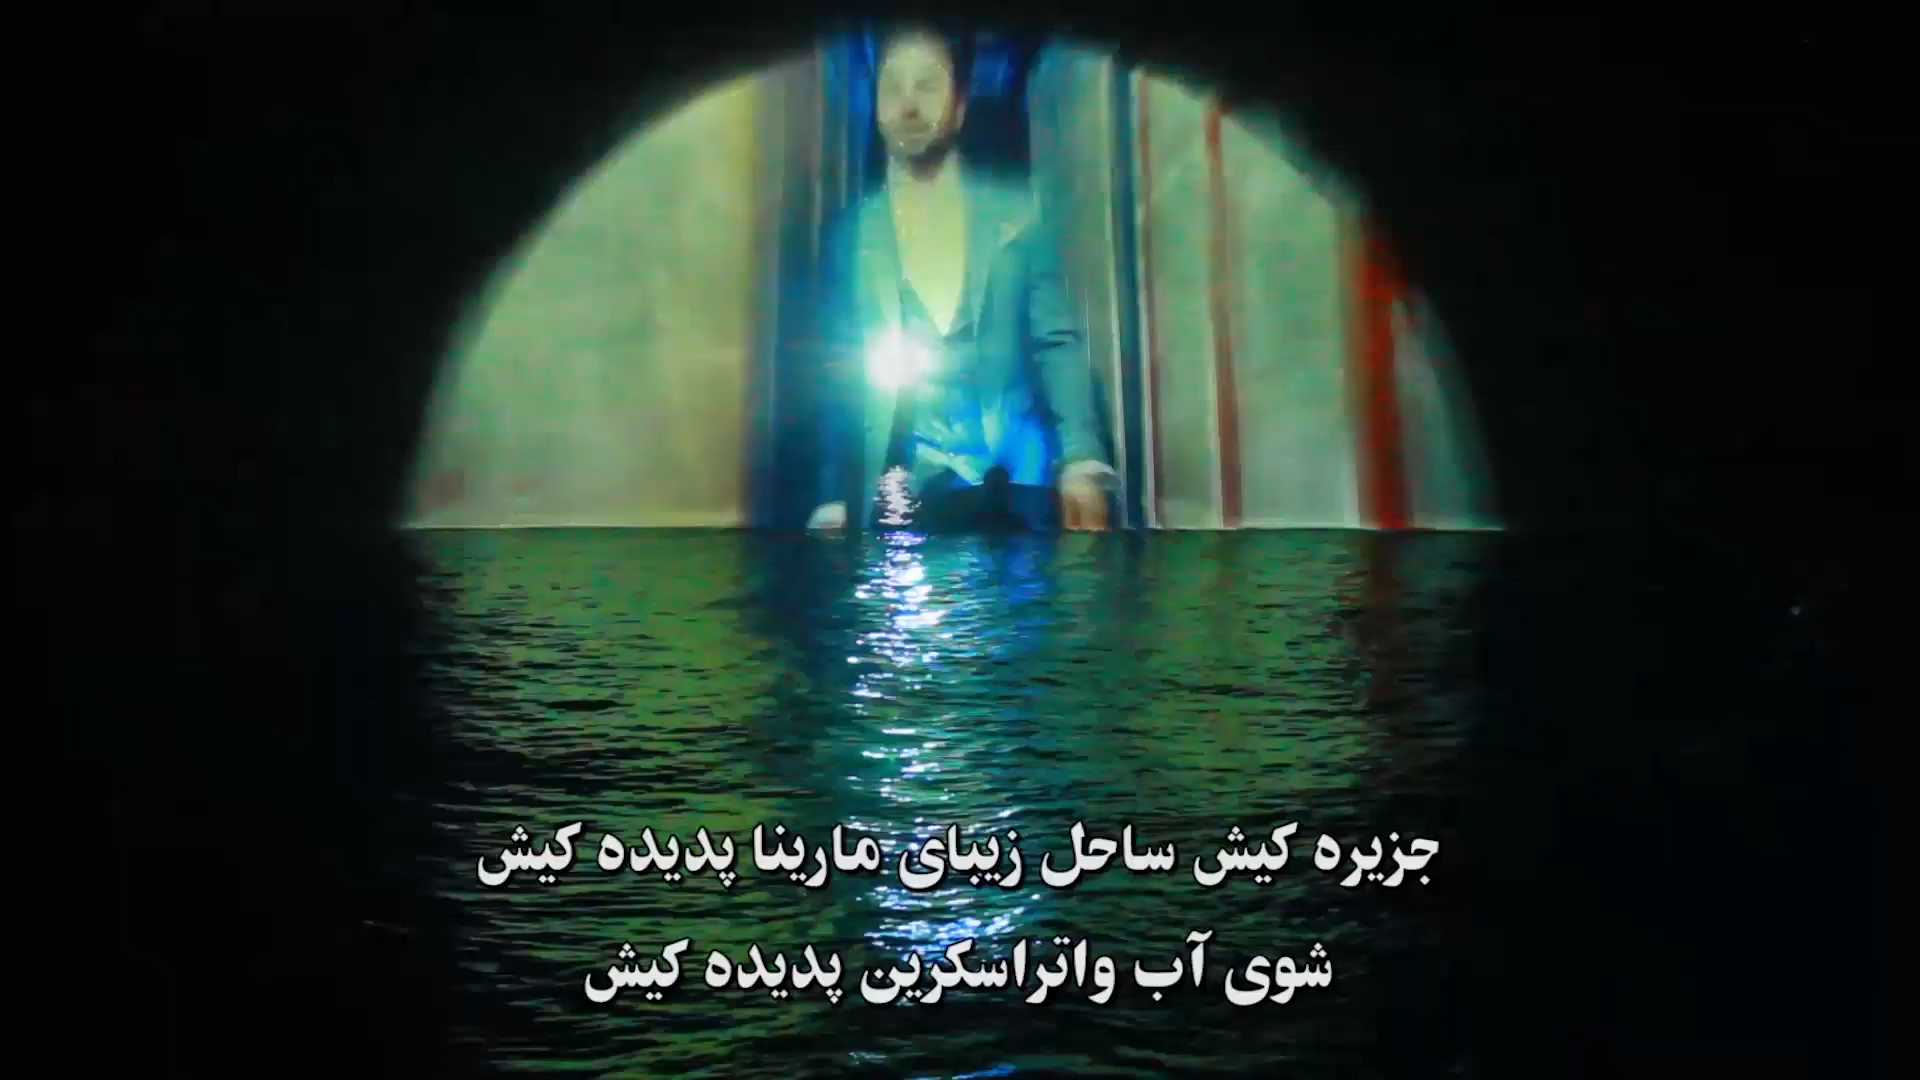 جزیره کیش ساحل زیبای مارینا پدیده کیش
شوی آب واتراسکرین پدیده کیش